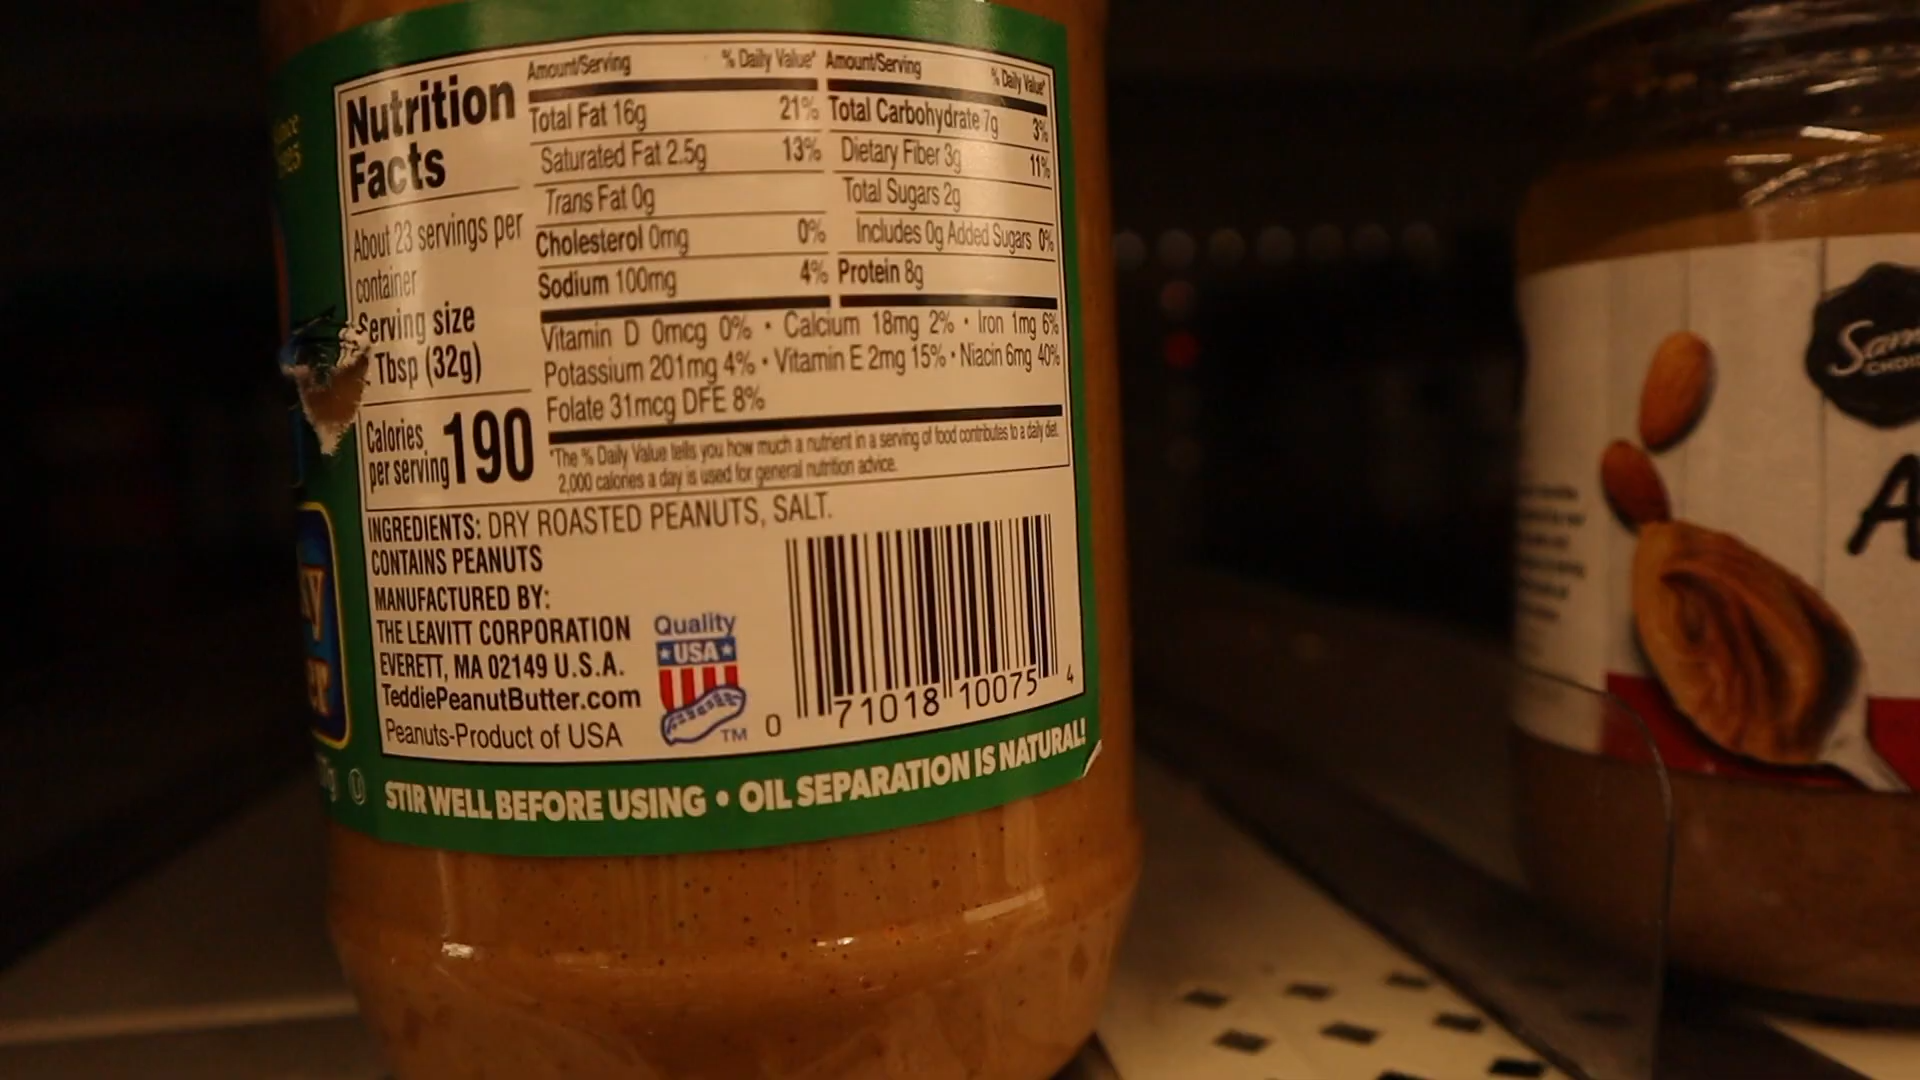 Nutrition
Facts
About 23 servings per
container
Serving size
Tbsp (32g)
Calories
per serving 190
Amount/Serving % Daily Value*
Total Fat 16g 21%
Saturated Fat 2.5g 13%
Trans Fat 0g
Cholesterol 0mg 0%
Sodium 100mg 4%
Amount/Serving % Daily Value*
Total Carbohydrate 7g 3%
Dietary Fiber 3g 11%
Total Sugars 2g
Includes 0g Added Sugars 0%
Protein 8g
Vitamin D 0mcg 0% • Calcium 18mg 2% • Iron 1mg 6%
Potassium 201mg 4% • Vitamin E 2mg 15% • Niacin 6mg 40%
Folate 31mcg DFE 8%
*The % Daily Value tells you how much a nutrient in a serving of food contributes to a daily diet.
2,000 calories a day is used for general nutrition advice.
INGREDIENTS: DRY ROASTED PEANUTS, SALT.
CONTAINS PEANUTS
MANUFACTURED BY:
THE LEAVITT CORPORATION
EVERETT, MA 02149 U.S.A.
TeddiePeanutButter.com
Peanuts-Product of USA
Quality
USA
TM
0 71018 10075 4
STIR WELL BEFORE USING • OIL SEPARATION IS NATURAL!
Sam
CHOI
A